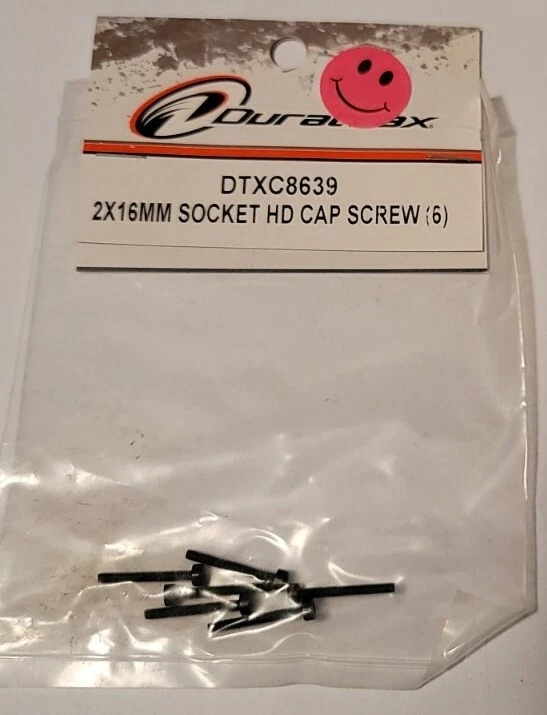 DTXC8639
2X16MM SOCKET HD CAP SCREW (6)